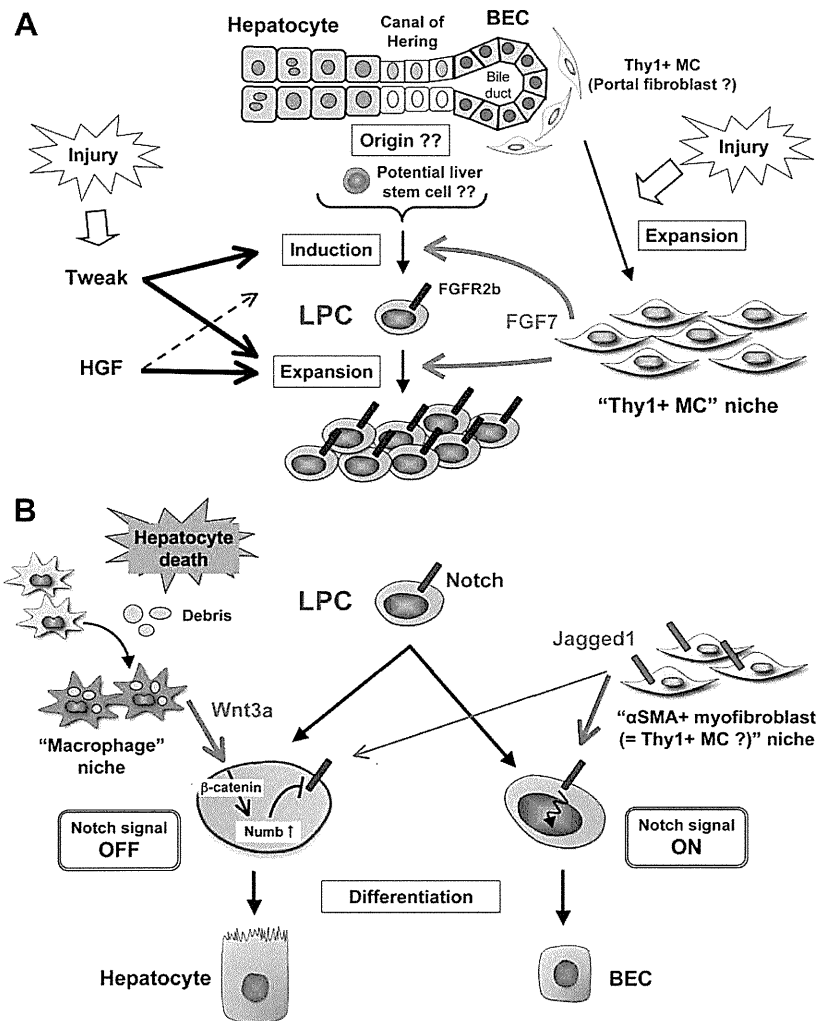 A
Hepatocyte
Canal of
Hering
BEC
Bile
duct
Thy1+ MC
(Portal fibroblast ?)
Injury
Origin ??
Injury
Potential liver
stem cell ??
Expansion
Induction
Tweak
FGFR2b
LPC
FGF7
HGF
Expansion
“Thy1+ MC” niche
B
Hepatocyte
death
LPC
Notch
Debris
Jagged1
Wnt3a
“αSMA+ myofibroblast
(= Thy1+ MC ?)” niche
“Macrophage”
niche
β-catenin
Numb ↑
Notch signal
OFF
Notch signal
ON
Differentiation
Hepatocyte
BEC